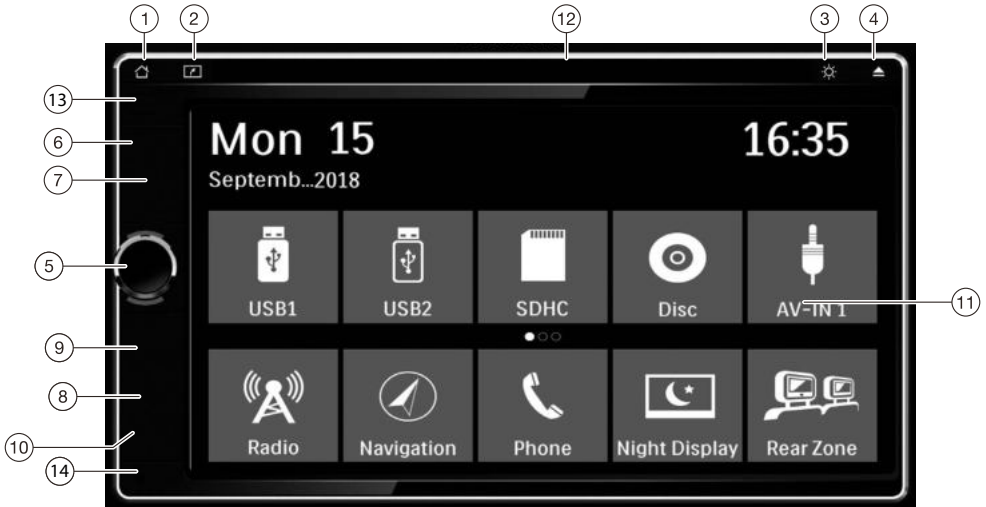 1 2 12 3 4
13
6
7
5
9
8
10
14
11
Mon 15 16:35
Septemb...2018
USB1 USB2 SDHC Disc AV-IN 1
Radio Navigation Phone Night Display Rear Zone